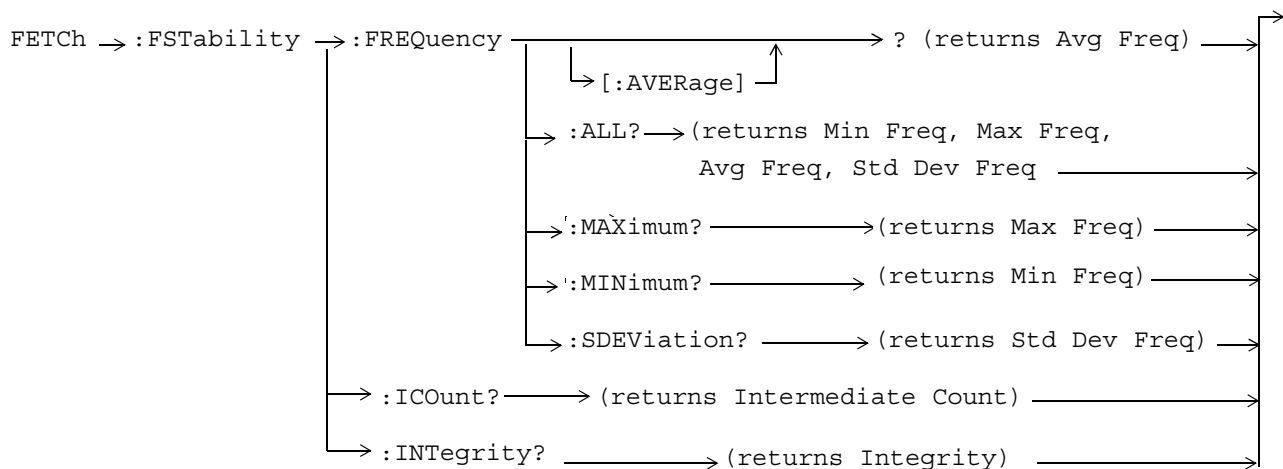 FETCh :FSTability :FREQuency ? (returns Avg Freq)
[:AVERage]
:ALL? (returns Min Freq, Max Freq,
Avg Freq, Std Dev Freq
:MAXimum? (returns Max Freq)
:MINimum? (returns Min Freq)
:SDEViation? (returns Std Dev Freq)
:ICOunt? (returns Intermediate Count)
:INTegrity? (returns Integrity)